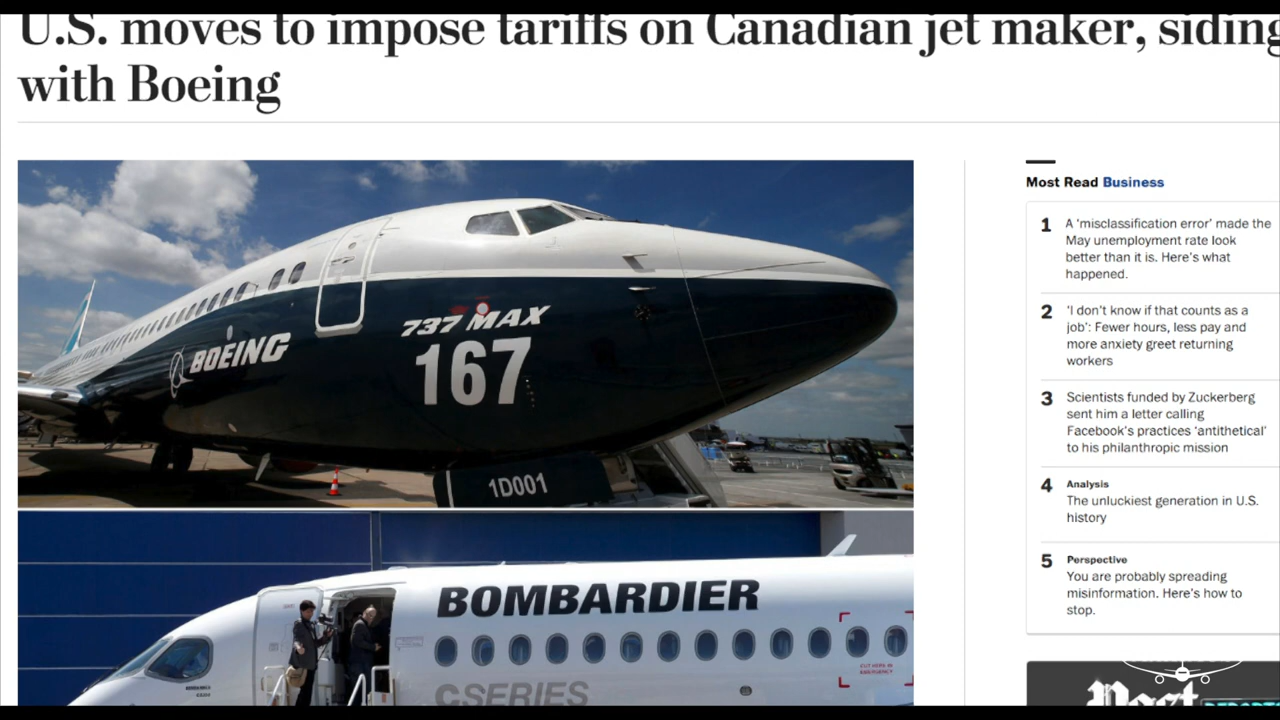 U.S. moves to impose tariffs on Canadian jet maker, siding
with Boeing
BOEING
737 MAX
167
1D001
BOMBARDIER
CSERIES
Most Read Business
1
A 'misclassification error' made the
May unemployment rate look
better than it is. Here's what
happened.
2
'I don't know if that counts as a
job': Fewer hours, less pay and
more anxiety greet returning
workers
3
Scientists funded by Zuckerberg
sent him a letter calling
Facebook's practices 'antithetical'
to his philanthropic mission
4
Analysis
The unluckiest generation in U.S.
history
5
Perspective
You are probably spreading
misinformation. Here's how to
stop.
Post